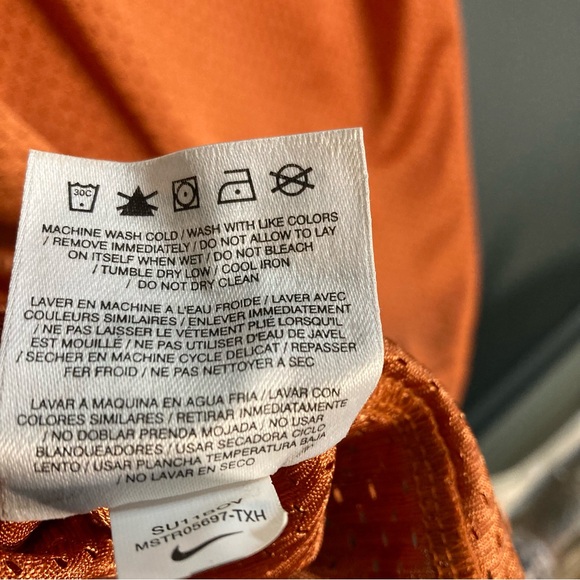 30C
MACHINE WASH COLD / WASH WITH LIKE COLORS
/ REMOVE IMMEDIATELY / DO NOT ALLOW TO LAY
ON ITSELF WHEN WET / DO NOT BLEACH
/ TUMBLE DRY LOW / COOL IRON
/ DO NOT DRY CLEAN
LAVER EN MACHINE A L'EAU FROIDE / LAVER AVEC
COULEURS SIMILAIRES / ENLEVER IMMÉDIATEMENT
/ NE PAS LAISSER LE VÊTEMENT PLIÉ LORSQU'IL
EST MOUILLÉ / NE PAS UTILISER D'EAU DE JAVEL
/ SÉCHER EN MACHINE CYCLE DELICAT / REPASSER
FER FROID / NE PAS NETTOYER A SEC
LAVAR A MAQUINA EN AGUA FRIA / LAVAR CON
COLORES SIMILARES / RETIRAR INMEDIATAMENTE
/ NO DOBLAR PRENDA MOJADA / NO USAR
BLANQUEADORES / USAR SECADORA CICLO
LENTO / USAR PLANCHA TEMPERATURA BAJA
/ NO LAVAR EN SECO
MSTR05697-TXH